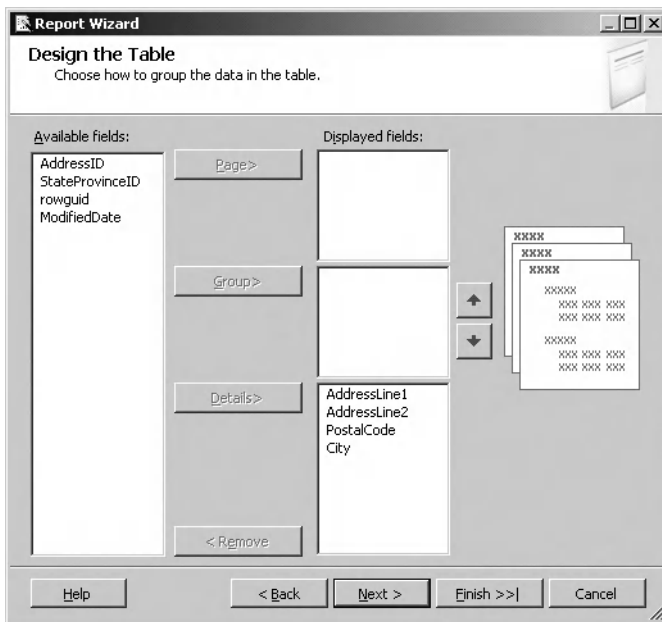 Report Wizard
Design the Table
Choose how to group the data in the table.
Available fields:
AddressID
StateProvinceID
rowguid
ModifiedDate
Page>
Group>
Details>
< Remove
Displayed fields:
AddressLine1
AddressLine2
PostalCode
City
xxxx
xxxx
xxxx
xxxxx
xxx xxx xxx
xxx xxx xxx
xxxxx
xxx xxx xxx
xxx xxx xxx
Help
< Back
Next >
Finish >>|
Cancel